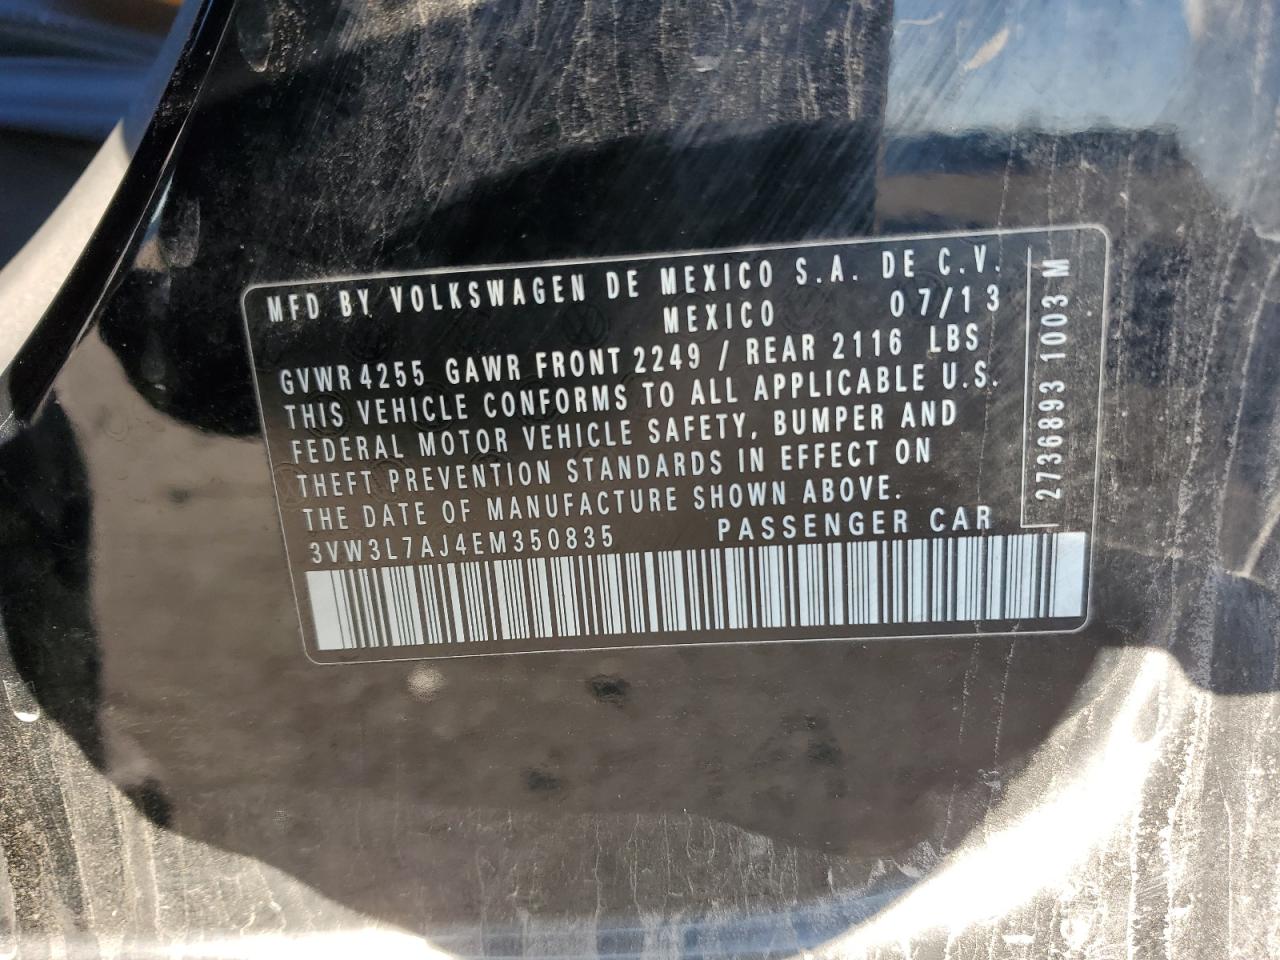 MFD BY VOLKSWAGEN DE MEXICO S.A. DE C.V.
MEXICO 07/13
GVWR 4255 GAWR FRONT 2249 / REAR 2116 LBS
THIS VEHICLE CONFORMS TO ALL APPLICABLE U.S.
FEDERAL MOTOR VEHICLE SAFETY, BUMPER AND
THEFT PREVENTION STANDARDS IN EFFECT ON
THE DATE OF MANUFACTURE SHOWN ABOVE.
3VW3L7AJ4EM350835 PASSENGER CAR
2736893 1003 M